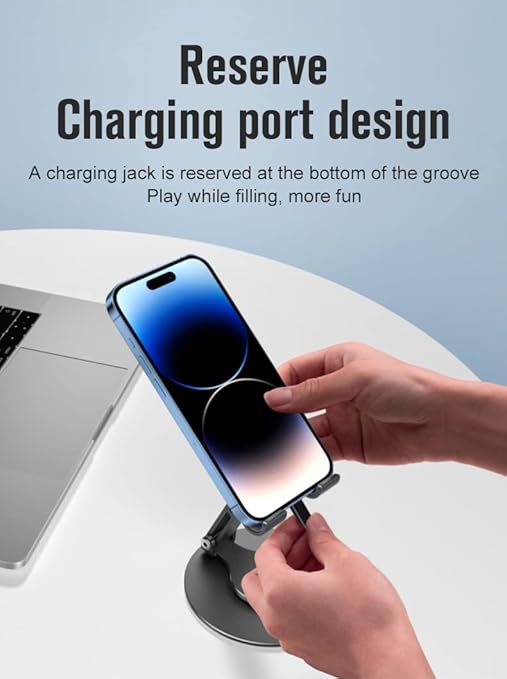 Reserve
Charging port design
A charging jack is reserved at the bottom of the groove
Play while filling, more fun